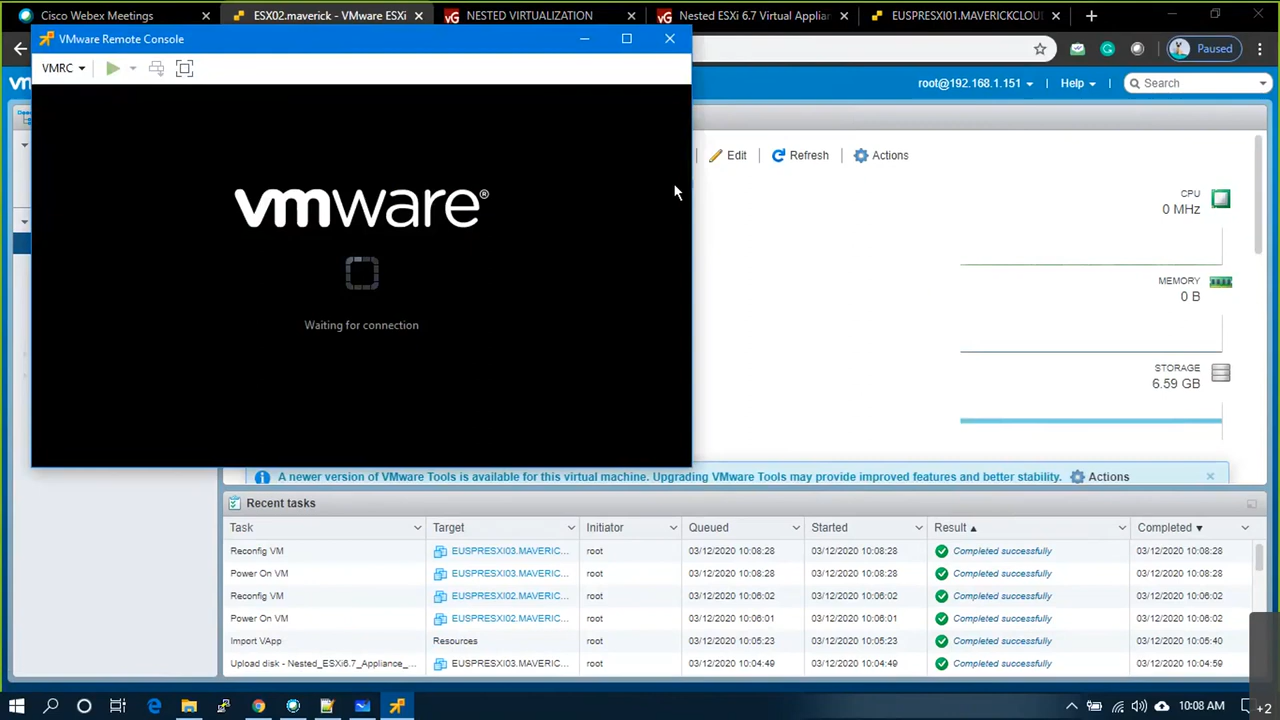 Cisco Webex Meetings
ESX02.maverick - VMware ESXi
NESTED VIRTUALIZATION
Nested ESXi 6.7 Virtual Applian
EUSPRESXI01.MAVERICKCLOU
VMware Remote Console
Paused
VMRC
root@192.168.1.151
Help
Search
Edit
Refresh
Actions
vmware®
Waiting for connection
CPU
0 MHz
MEMORY
0 B
STORAGE
6.59 GB
A newer version of VMware Tools is available for this virtual machine. Upgrading VMware Tools may provide improved features and better stability. Actions
Recent tasks
Task Target Initiator Queued Started Result Completed
Reconfig VM EUSPRESXI03.MAVERIC... root 03/12/2020 10:08:28 03/12/2020 10:08:28 Completed successfully 03/12/2020 10:08:28
Power On VM EUSPRESXI03.MAVERIC... root 03/12/2020 10:08:28 03/12/2020 10:08:28 Completed successfully 03/12/2020 10:08:28
Reconfig VM EUSPRESXI02.MAVERIC... root 03/12/2020 10:06:02 03/12/2020 10:06:02 Completed successfully 03/12/2020 10:06:02
Power On VM EUSPRESXI02.MAVERIC... root 03/12/2020 10:06:01 03/12/2020 10:06:01 Completed successfully 03/12/2020 10:06:02
Import VApp Resources root 03/12/2020 10:05:23 03/12/2020 10:05:23 Completed successfully 03/12/2020 10:05:40
Upload disk - Nested_ESXi6.7_Appliance_... EUSPRESXI03.MAVERIC... root 03/12/2020 10:04:49 03/12/2020 10:04:49 Completed successfully 03/12/2020 10:04:59
10:08 AM
+2